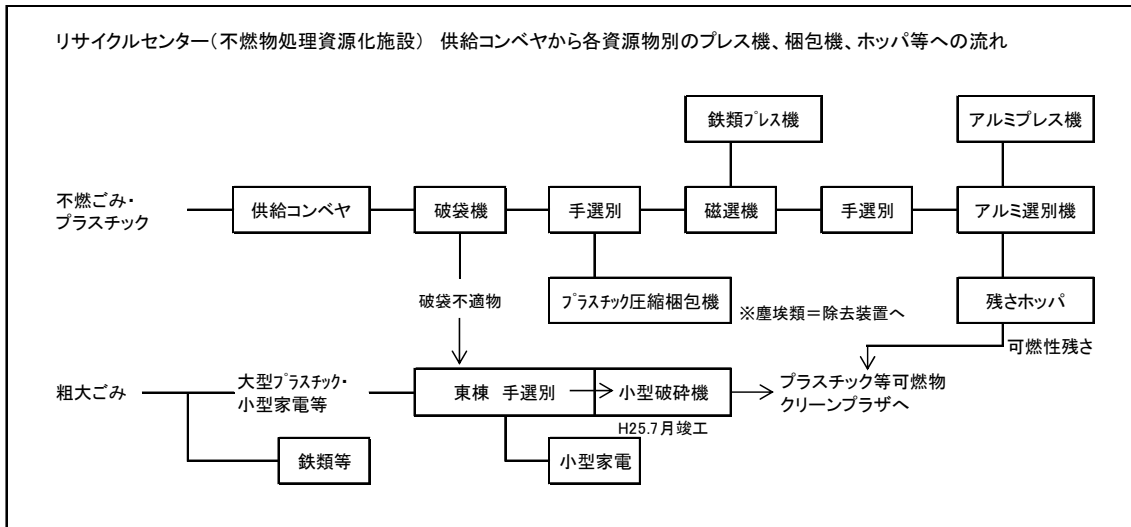 リサイクルセンター（不燃物処理資源化施設）　供給コンベヤから各資源物別のプレス機、梱包機、ホッパ等への流れ
鉄類プレス機
アルミプレス機
不燃ごみ・
プラスチック
供給コンベヤ
破袋機
手選別
磁選機
手選別
アルミ選別機
破袋不適物
プラスチック圧縮梱包機
※塵埃類＝除去装置へ
残さホッパ
可燃性残さ
粗大ごみ
大型プラスチック・
小型家電等
東棟　手選別
小型破砕機
プラスチック等可燃物
クリーンプラザへ
H25.7月竣工
鉄類等
小型家電